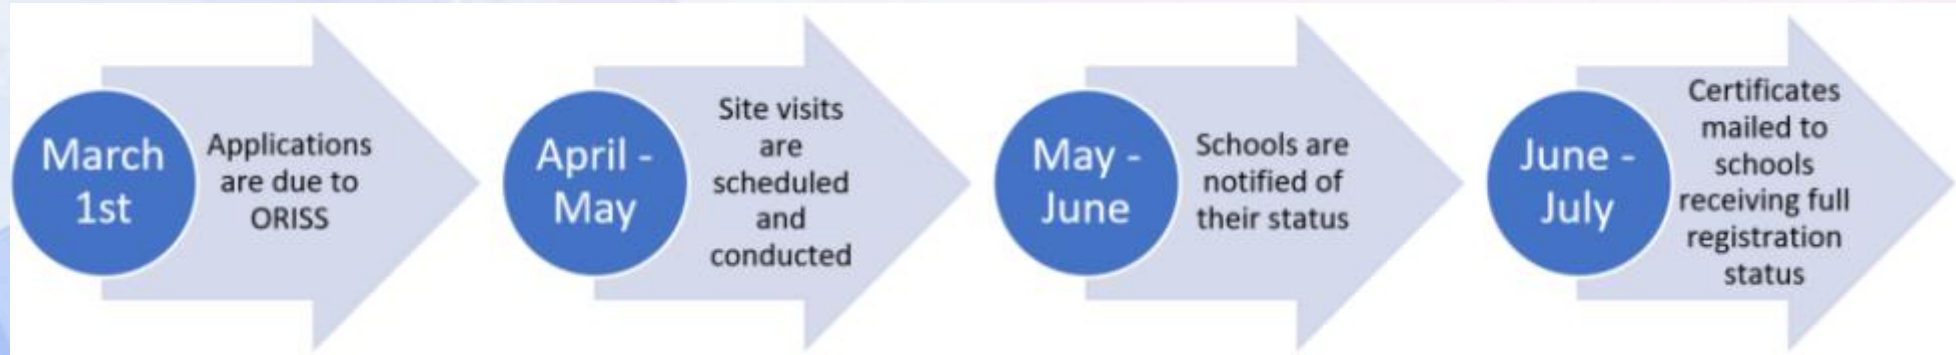 March
1st
Applications
are due to
ORISS
April -
May
Site visits
are
scheduled
and
conducted
May -
June
Schools are
notified of
their status
June -
July
Certificates
mailed to
schools
receiving full
registration
status